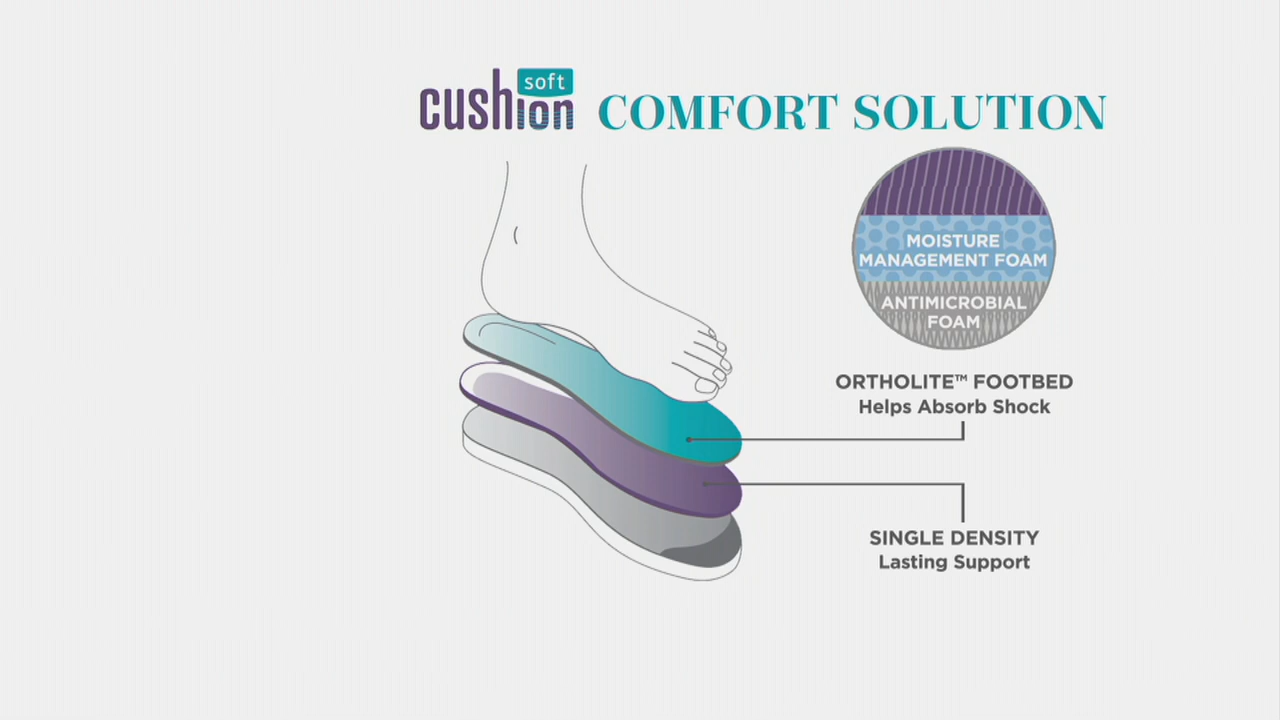 soft
cushion COMFORT SOLUTION
MOISTURE
MANAGEMENT FOAM
ANTIMICROBIAL
FOAM
ORTHOLITE™ FOOTBED
Helps Absorb Shock
SINGLE DENSITY
Lasting Support